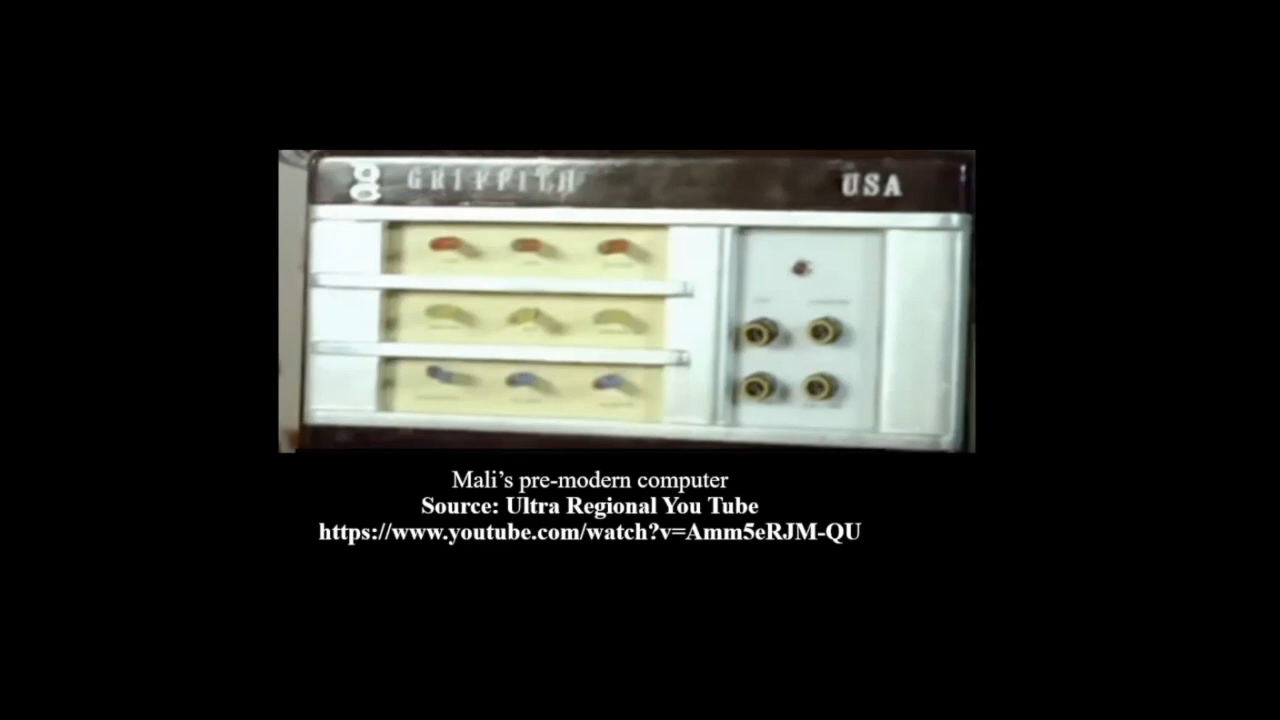 GRIFFITH USA
Mali’s pre-modern computer
Source: Ultra Regional You Tube
https://www.youtube.com/watch?v=Amm5eRJM-QU